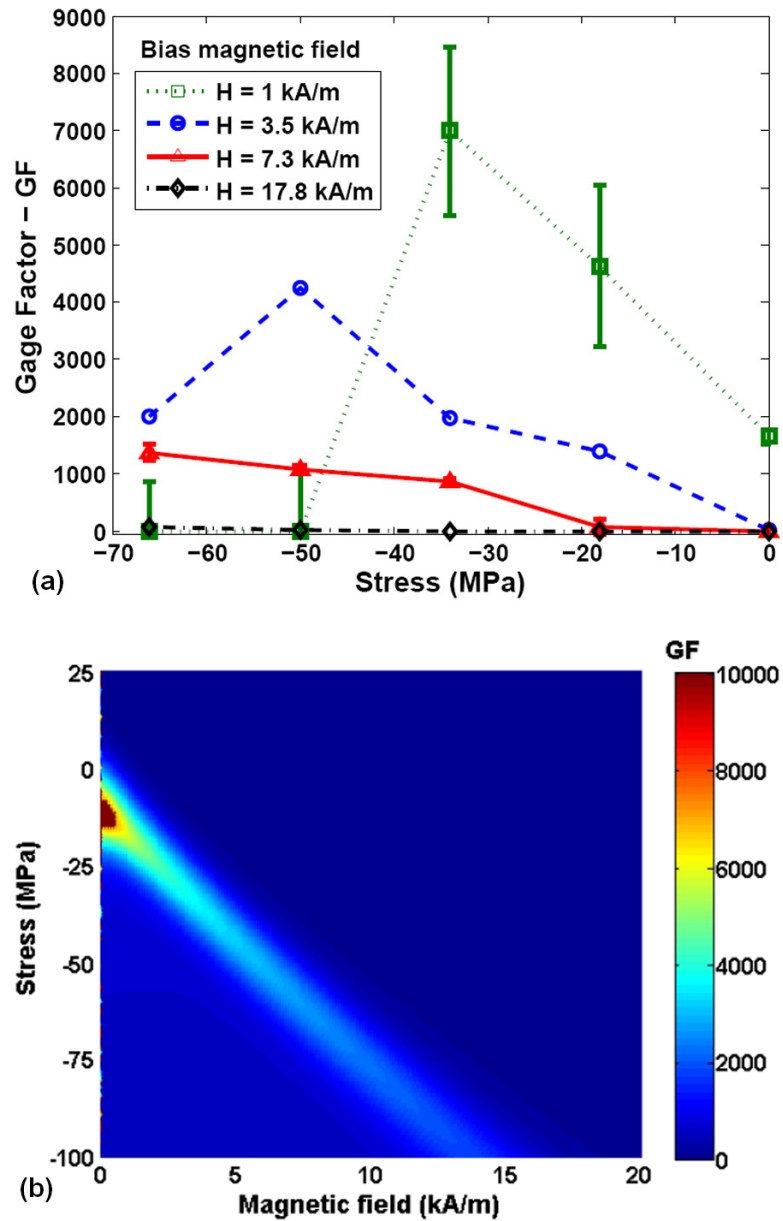 9000
8000
7000
6000
5000
4000
3000
2000
1000
0
Gage Factor − GF
Bias magnetic field
H = 1 kA/m
H = 3.5 kA/m
H = 7.3 kA/m
H = 17.8 kA/m
−70 −60 −50 −40 −30 −20 −10 0
Stress (MPa)
(a)
GF
25
0
-25
-50
-75
-100
Stress (MPa)
10000
8000
6000
4000
2000
0
0 5 10 15 20
Magnetic field (kA/m)
(b)